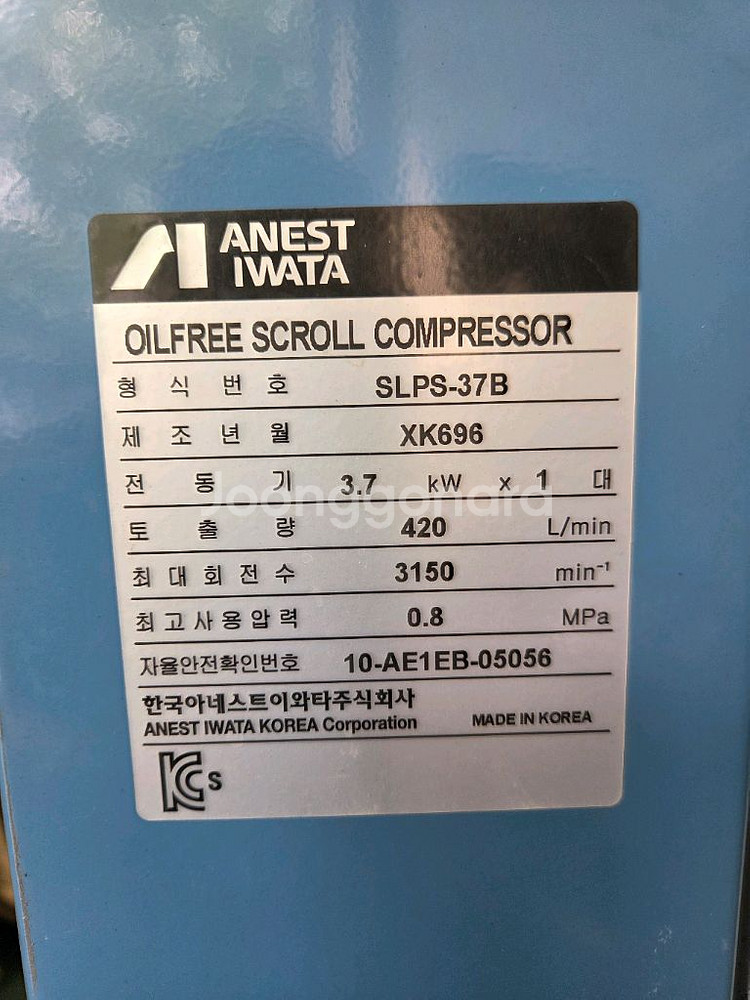 ANEST
IWATA
OILFREE SCROLL COMPRESSOR
형 식 번 호 SLPS-37B
제 조 년 월 XK696
전 동 기 3.7 kW x 1 대
토 출 량 420 L/min
최 대 회 전 수 3150 min⁻¹
최 고 사 용 압 력 0.8 MPa
자율안전확인번호 10-AE1EB-05056
한국아네스트이와타주식회사
ANEST IWATA KOREA Corporation MADE IN KOREA
KC s
Joonggonara